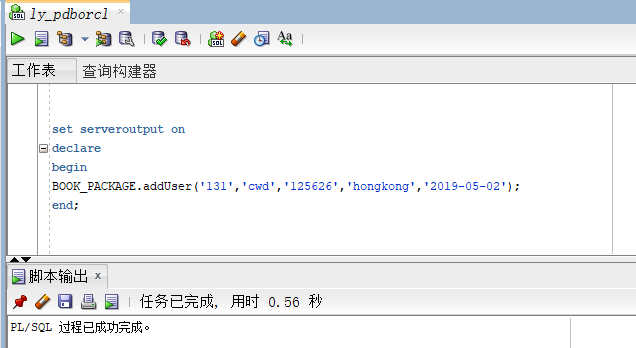 ly_pdborcl
工作表 查询构建器
set serveroutput on
declare
begin
BOOK_PACKAGE.addUser('131','cwd','125626','hongkong','2019-05-02');
end;
脚本输出 x
任务已完成, 用时 0.56 秒
PL/SQL 过程已成功完成。